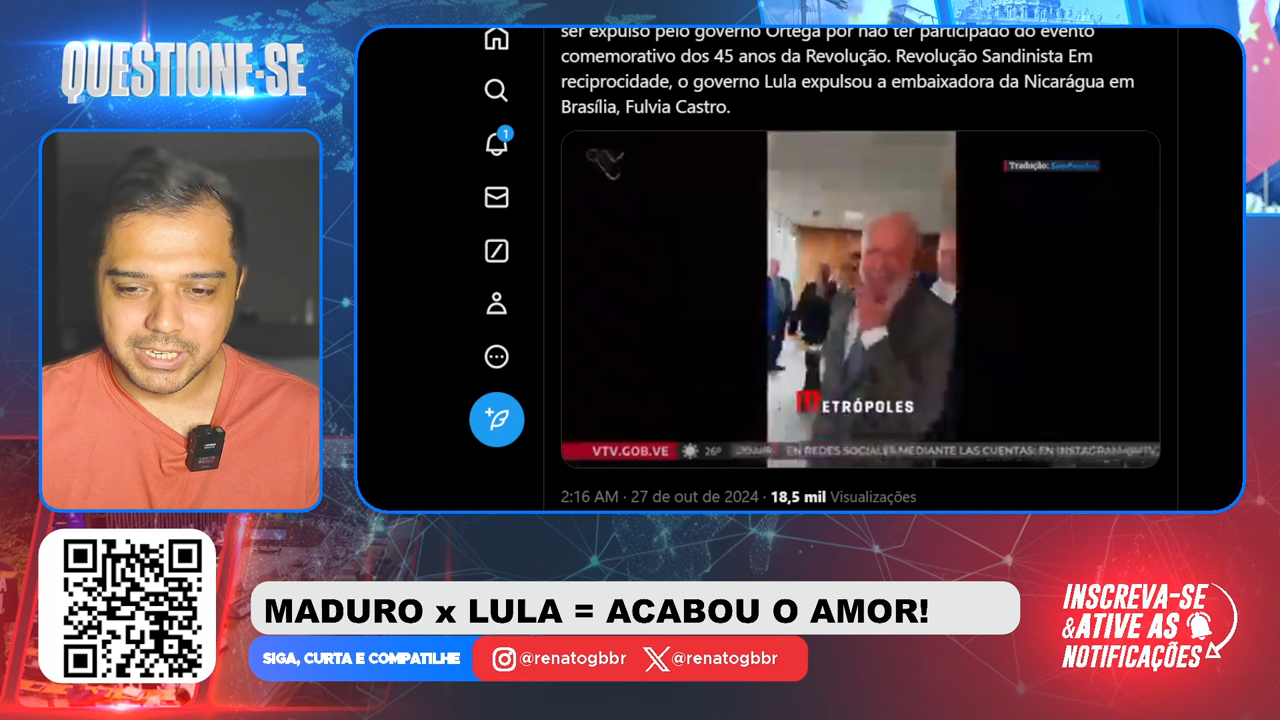 QUESTIONE-SE
ser expulso pelo governo Ortega por não ter participado do evento
comemorativo dos 45 anos da Revolução. Revolução Sandinista Em
reciprocidade, o governo Lula expulsou a embaixadora da Nicarágua em
Brasília, Fulvia Castro.
1
Tradução:
METRÓPOLES
VTV.GOB.VE
26º
EN REDES SOCIALES MEDIANTE LAS CUENTAS: EN INSTAGRAM
2:16 AM · 27 de out de 2024 · 18,5 mil Visualizações
MADURO x LULA = ACABOU O AMOR!
SIGA, CURTA E COMPATILHE
@renatogbbr
@renatogbbr
INSCREVA-SE
&ATIVE AS
NOTIFICAÇÕES